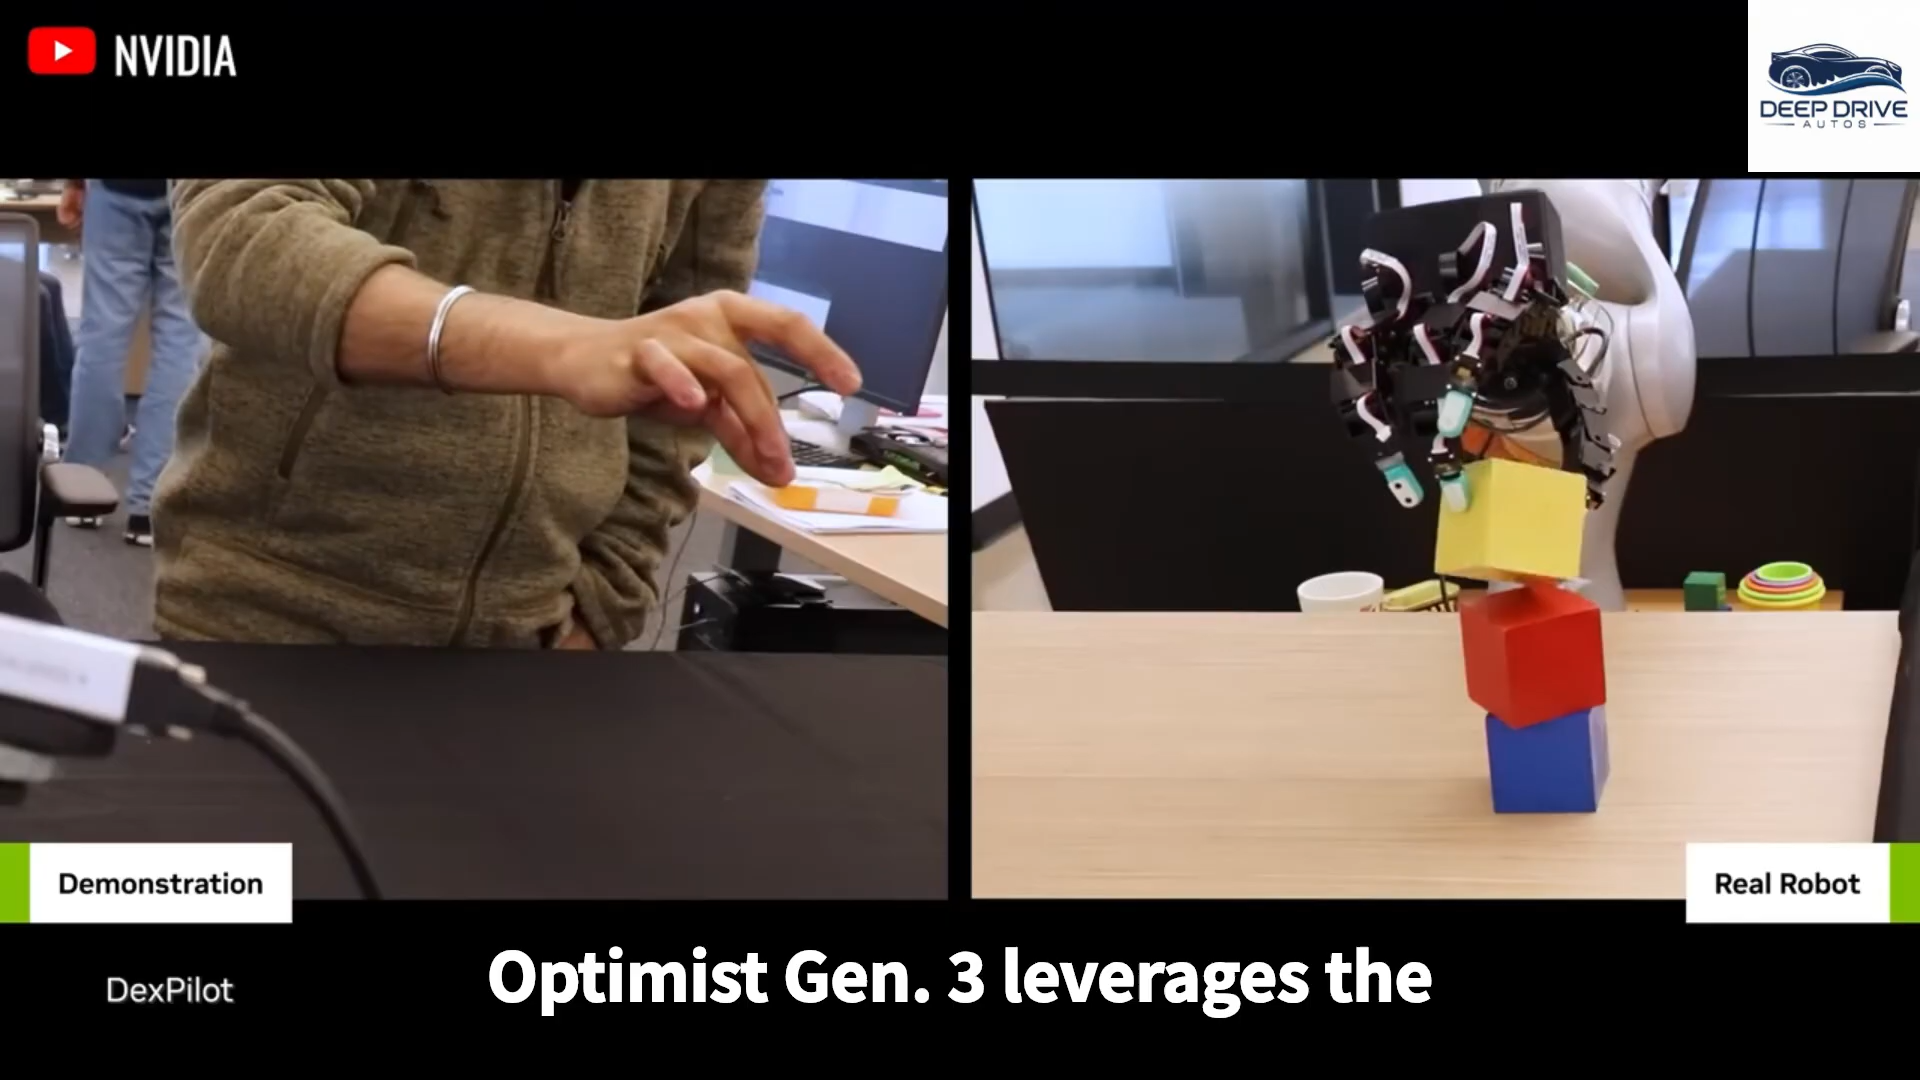 NVIDIA
DEEP DRIVE
AUTOS
Demonstration
Real Robot
DexPilot
Optimist Gen. 3 leverages the